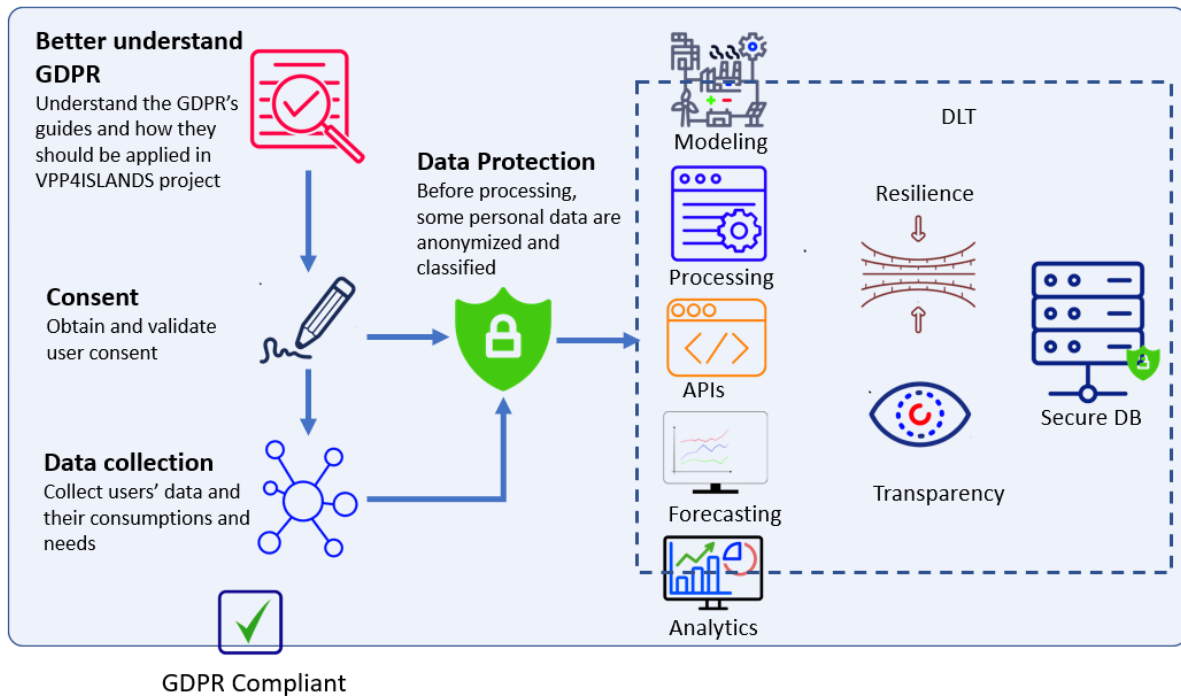 Better understand
GDPR
Understand the GDPR’s
guides and how they
should be applied in
VPP4ISLANDS project
Consent
Obtain and validate
user consent
Data collection
Collect users’ data and
their consumptions and
needs
Data Protection
Before processing,
some personal data are
anonymized and
classified
Modeling
Processing
APIs
Forecasting
Analytics
DLT
Resilience
Transparency
Secure DB
GDPR Compliant